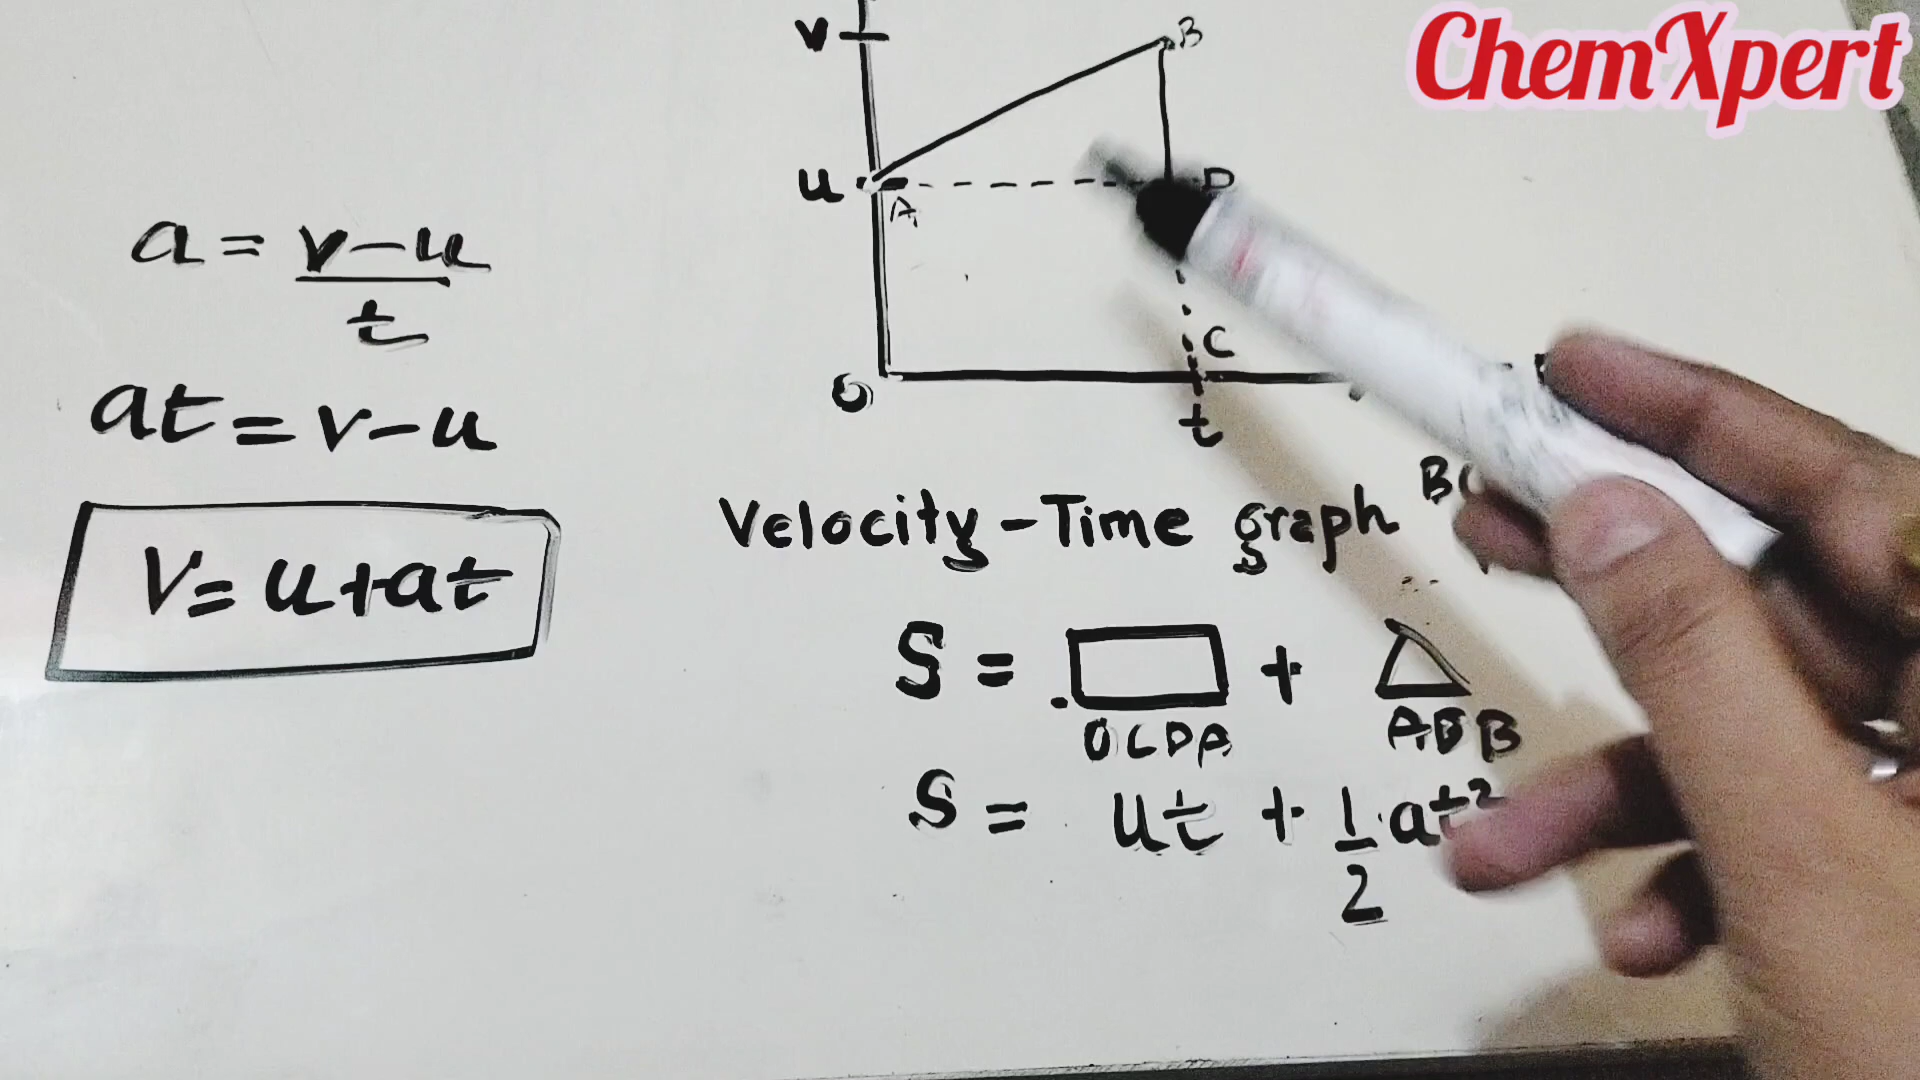 ChemXpert
V
B
u
D
A
C
O
t
a = v-u
t
at = v-u
V = u+at
Velocity-Time graph
S = + 
OCDA ADB
S = ut + 1 at²
2